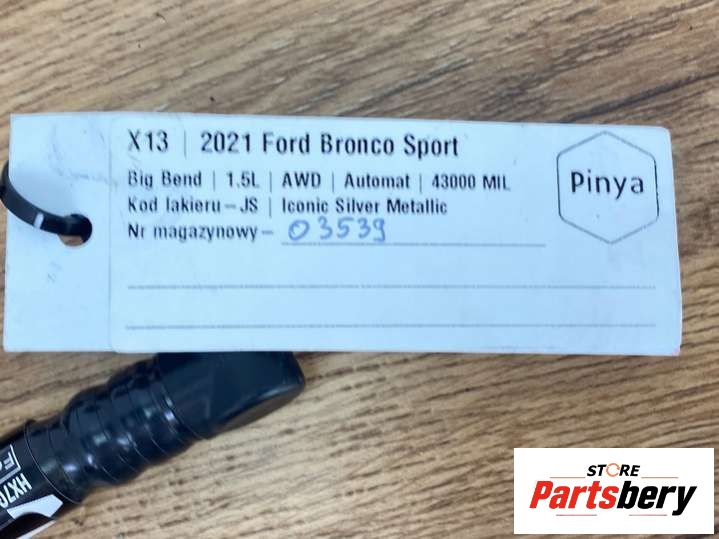 X13 | 2021 Ford Bronco Sport
Big Bend | 1.5L | AWD | Automat | 43000 MIL
Kod lakieru – JS | Iconic Silver Metallic
Nr magazynowy – 03539
Pinya
STORE
Partsbery